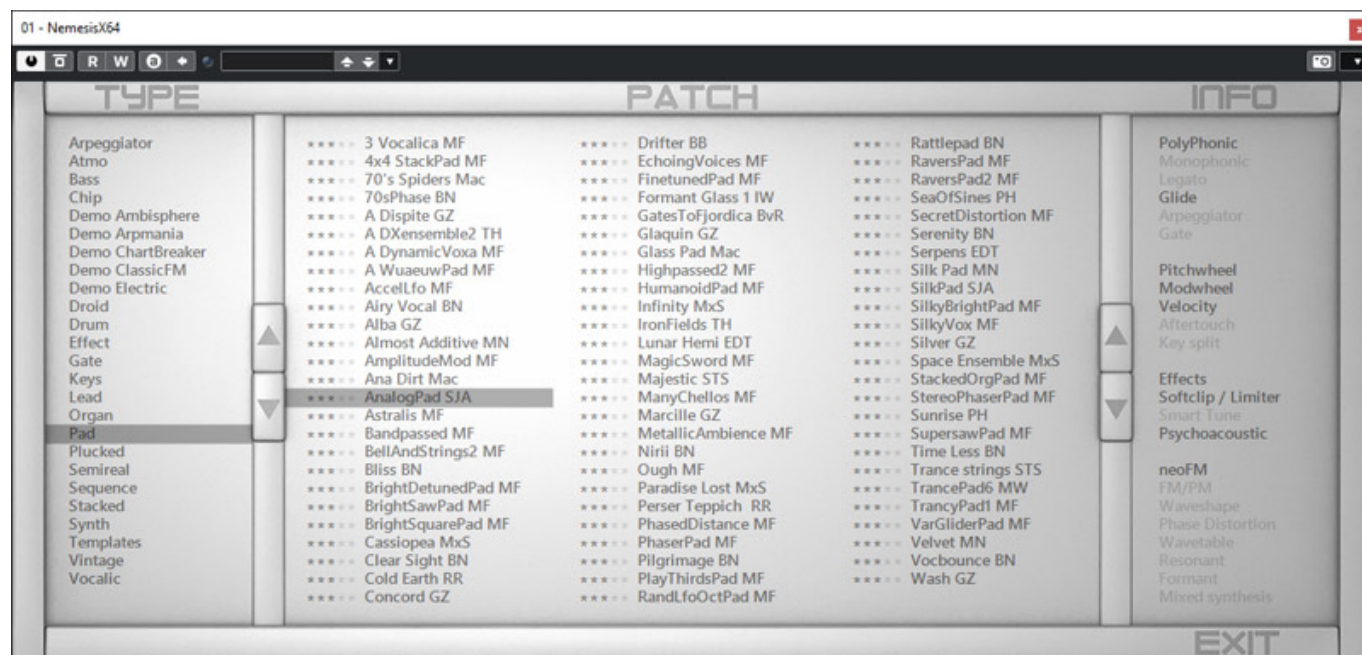 01 - NemesisX64
R W
TYPE PATCH INFO
Arpeggiator
Atmo
Bass
Chip
Demo Ambisphere
Demo Arpmania
Demo ChartBreaker
Demo ClassicFM
Demo Electric
Droid
Drum
Effect
Gate
Keys
Lead
Organ
Pad
Plucked
Semireal
Sequence
Stacked
Synth
Templates
Vintage
Vocalic
3 Vocalica MF
4x4 StackPad MF
70's Spiders Mac
70sPhase BN
A Dispite GZ
A DXensemble2 TH
A DynamicVoxa MF
A WuaeuwPad MF
AccelLfo MF
Airy Vocal BN
Alba GZ
Almost Additive MN
AmplitudeMod MF
Ana Dirt Mac
AnalogPad SJA
Astralis MF
Bandpassed MF
BellAndStrings2 MF
Bliss BN
BrightDetunedPad MF
BrightSawPad MF
BrightSquarePad MF
Cassiopea MxS
Clear Sight BN
Cold Earth RR
Concord GZ
Drifter BB
EchoingVoices MF
FinetunedPad MF
Formant Glass 1 IW
GatesToFjordica BvR
Glaquin GZ
Glass Pad Mac
Highpassed2 MF
HumanoidPad MF
Infinity MxS
IronFields TH
Lunar Hemi EDT
MagicSword MF
Majestic STS
ManyChellos MF
Marcille GZ
MetallicAmbience MF
Nirii BN
Ough MF
Paradise Lost MxS
Perser Teppich RR
PhasedDistance MF
PhaserPad MF
Pilgrimage BN
PlayThirdsPad MF
RandLfoOctPad MF
Rattlepad BN
RaversPad MF
RaversPad2 MF
SeaOfSines PH
SecretDistortion MF
Serenity BN
Serpens EDT
Silk Pad MN
SilkPad SJA
SilkyBrightPad MF
SilkyVox MF
Silver GZ
Space Ensemble MxS
StackedOrgPad MF
StereoPhaserPad MF
Sunrise PH
SupersawPad MF
Time Less BN
Trance strings STS
TrancePad6 MW
TrancyPad1 MF
VarGliderPad MF
Velvet MN
Vocbounce BN
Wash GZ
PolyPhonic
Monophonic
Legato
Glide
Arpeggiator
Gate
Pitchwheel
Modwheel
Velocity
Aftertouch
Key split
Effects
Softclip / Limiter
Smart Tune
Psychoacoustic
neoFM
FM/PM
Waveshape
Phase Distortion
Wavetable
Resonant
Formant
Mixed synthesis
EXIT